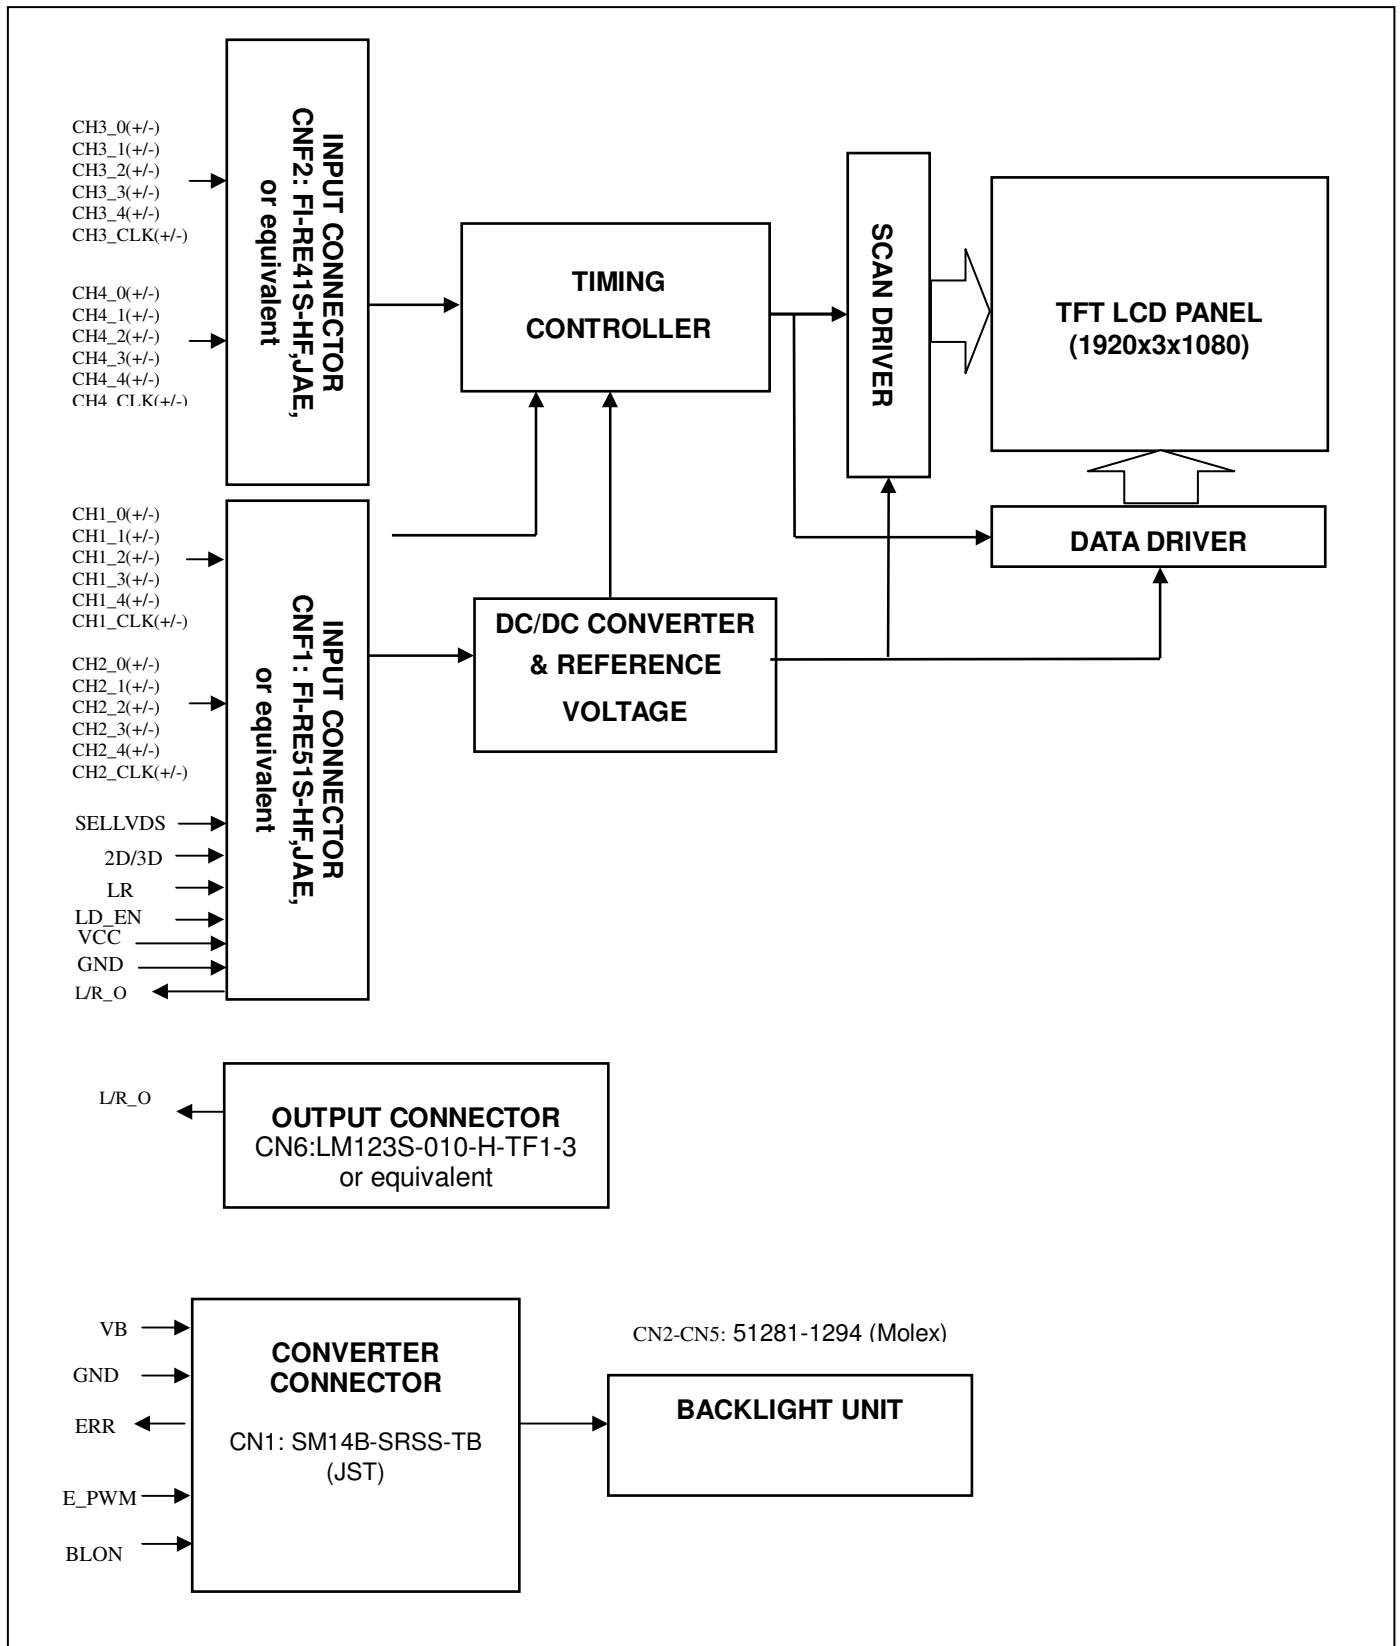 CH3_0(+/-)
CH3_1(+/-)
CH3_2(+/-)
CH3_3(+/-)
CH3_4(+/-)
CH3_CLK(+/-)
CH4_0(+/-)
CH4_1(+/-)
CH4_2(+/-)
CH4_3(+/-)
CH4_4(+/-)
CH4_CLK(+/-)
INPUT CONNECTOR
CNF2: FI-RE41S-HF,JAE,
or equivalent
TIMING
CONTROLLER
SCAN DRIVER
TFT LCD PANEL
(1920x3x1080)
DATA DRIVER
CH1_0(+/-)
CH1_1(+/-)
CH1_2(+/-)
CH1_3(+/-)
CH1_4(+/-)
CH1_CLK(+/-)
CH2_0(+/-)
CH2_1(+/-)
CH2_2(+/-)
CH2_3(+/-)
CH2_4(+/-)
CH2_CLK(+/-)
SELLVDS
2D/3D
LR
LD_EN
VCC
GND
L/R_O
INPUT CONNECTOR
CNF1: FI-RE51S-HF,JAE,
or equivalent
DC/DC CONVERTER
& REFERENCE
VOLTAGE
L/R_O
OUTPUT CONNECTOR
CN6:LM123S-010-H-TF1-3
or equivalent
VB
GND
ERR
E_PWM
BLON
CONVERTER
CONNECTOR
CN1: SM14B-SRSS-TB
(JST)
CN2-CN5: 51281-1294 (Molex)
BACKLIGHT UNIT